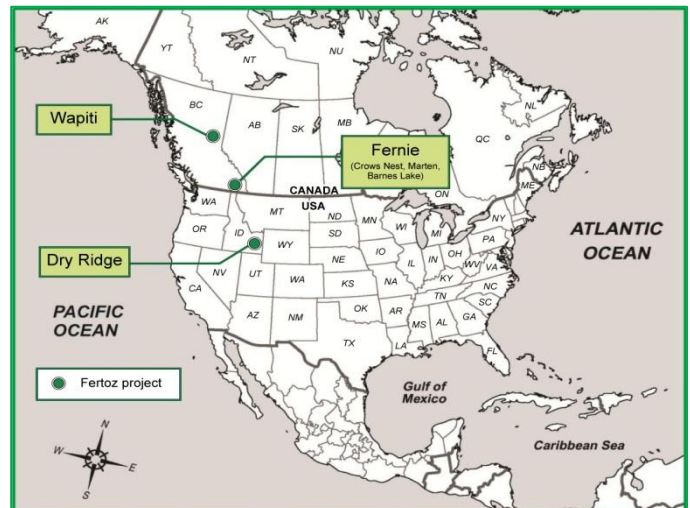 AK
YT
NT
NU
BC
AB
SK
MB
ON
QC
NL
NB
ME
Wapiti
Fernie
(Crows Nest, Marten,
Barnes Lake)
CANADA
USA
WA
MT
ND
MN
OR
ID
SD
WI
MI
NY
WY
Dry Ridge
NE
IO
IL
IN
OH
PA
NV
UT
WA
KS
NA
KY
WV
VA
CA
TN
NC
AZ
NM
OK
AR
SC
MS
AL
GA
TX
LA
FL
ATLANTIC
OCEAN
PACIFIC
OCEAN
Fertoz project
Gulf of
Mexico
Caribbean Sea
N
W
E
S